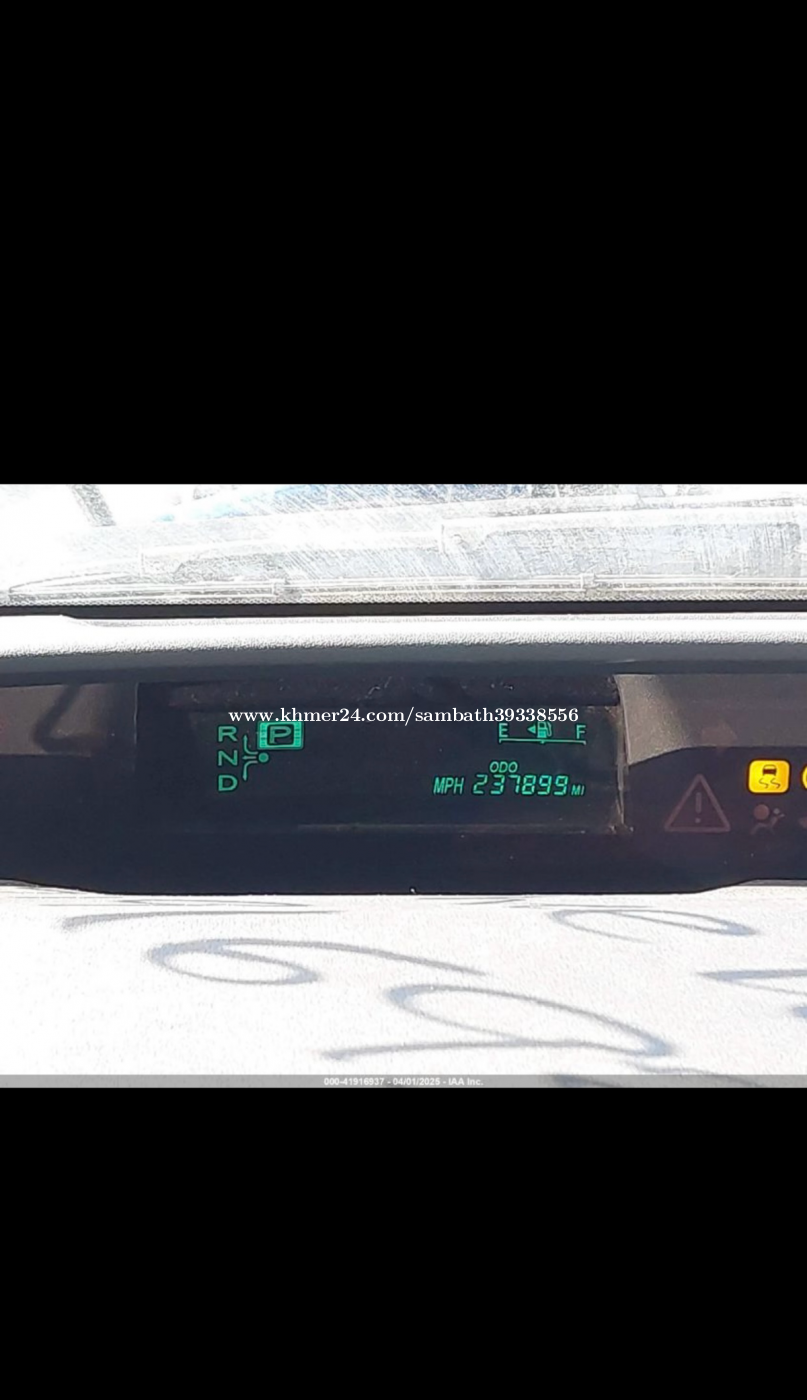 www.khmer24.com/sambath39338556
R P
N
D
E F
ODO
MPH 237899 MI
000-41916937 - 04/01/2025 - IAA Inc.